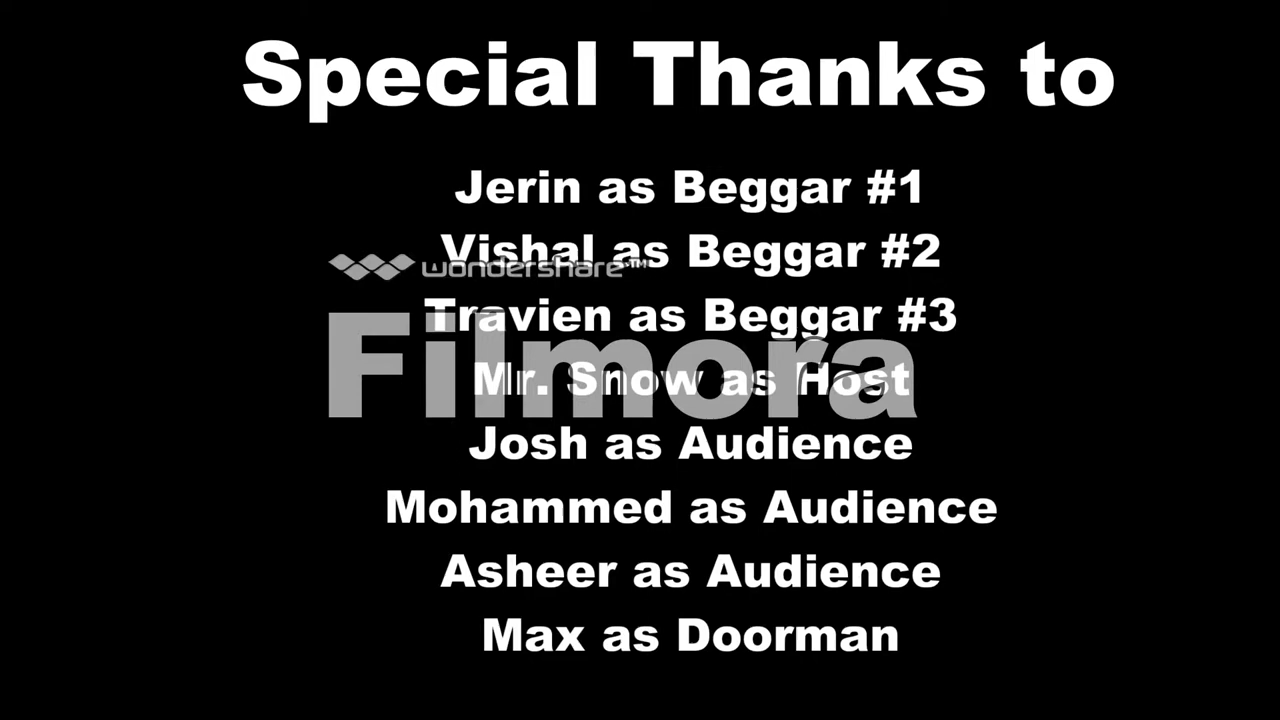 Special Thanks to
Jerin as Beggar #1
Vishal as Beggar #2
wondershare™
Travien as Beggar #3
Filmora
Mr. Snow as Host
Josh as Audience
Mohammed as Audience
Asheer as Audience
Max as Doorman